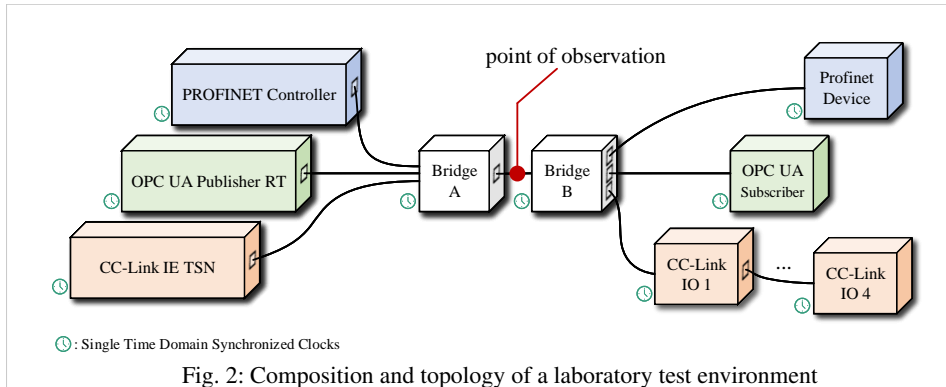 point of observation
PROFINET Controller
Profinet
Device
OPC UA Publisher RT
Bridge
A
Bridge
B
OPC UA
Subscriber
CC-Link IE TSN
CC-Link
IO 1
...
CC-Link
IO 4
: Single Time Domain Synchronized Clocks
Fig. 2: Composition and topology of a laboratory test environment